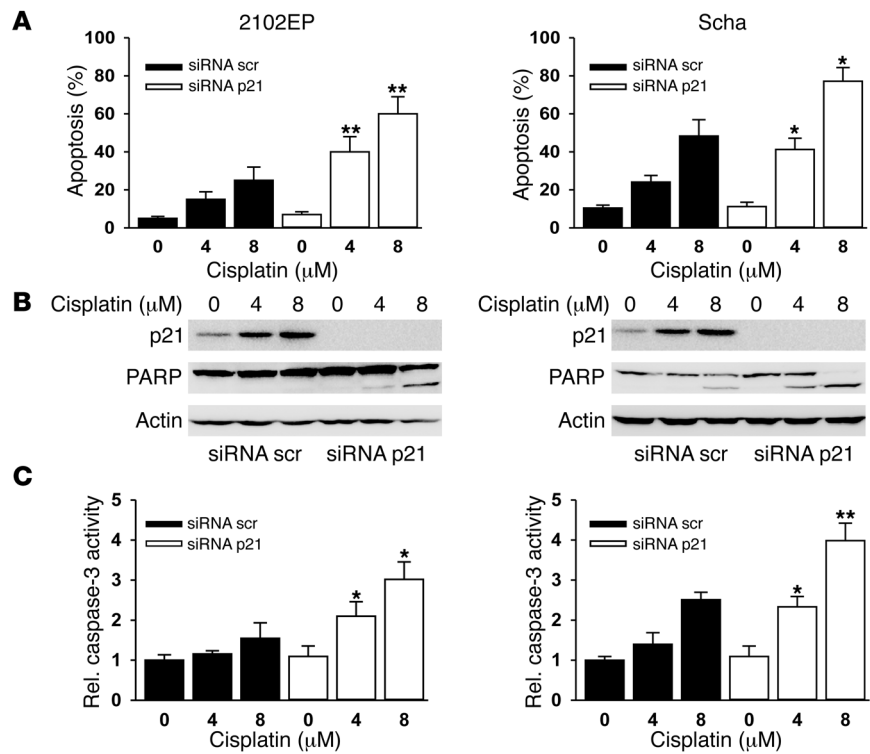 A
2102EP
Scha
Apoptosis (%)
100
80
60
40
20
0
siRNA scr
siRNA p21
** **
0 4 8 0 4 8
Cisplatin (μM)
Apoptosis (%)
100
80
60
40
20
0
siRNA scr
siRNA p21
* *
0 4 8 0 4 8
Cisplatin (μM)
B
Cisplatin (μM) 0 4 8 0 4 8
p21
PARP
Actin
siRNA scr siRNA p21
Cisplatin (μM) 0 4 8 0 4 8
p21
PARP
Actin
siRNA scr siRNA p21
C
Rel. caspase-3 activity
5
4
3
2
1
0
siRNA scr
siRNA p21
* *
0 4 8 0 4 8
Cisplatin (μM)
Rel. caspase-3 activity
5
4
3
2
1
0
siRNA scr
siRNA p21
* **
0 4 8 0 4 8
Cisplatin (μM)